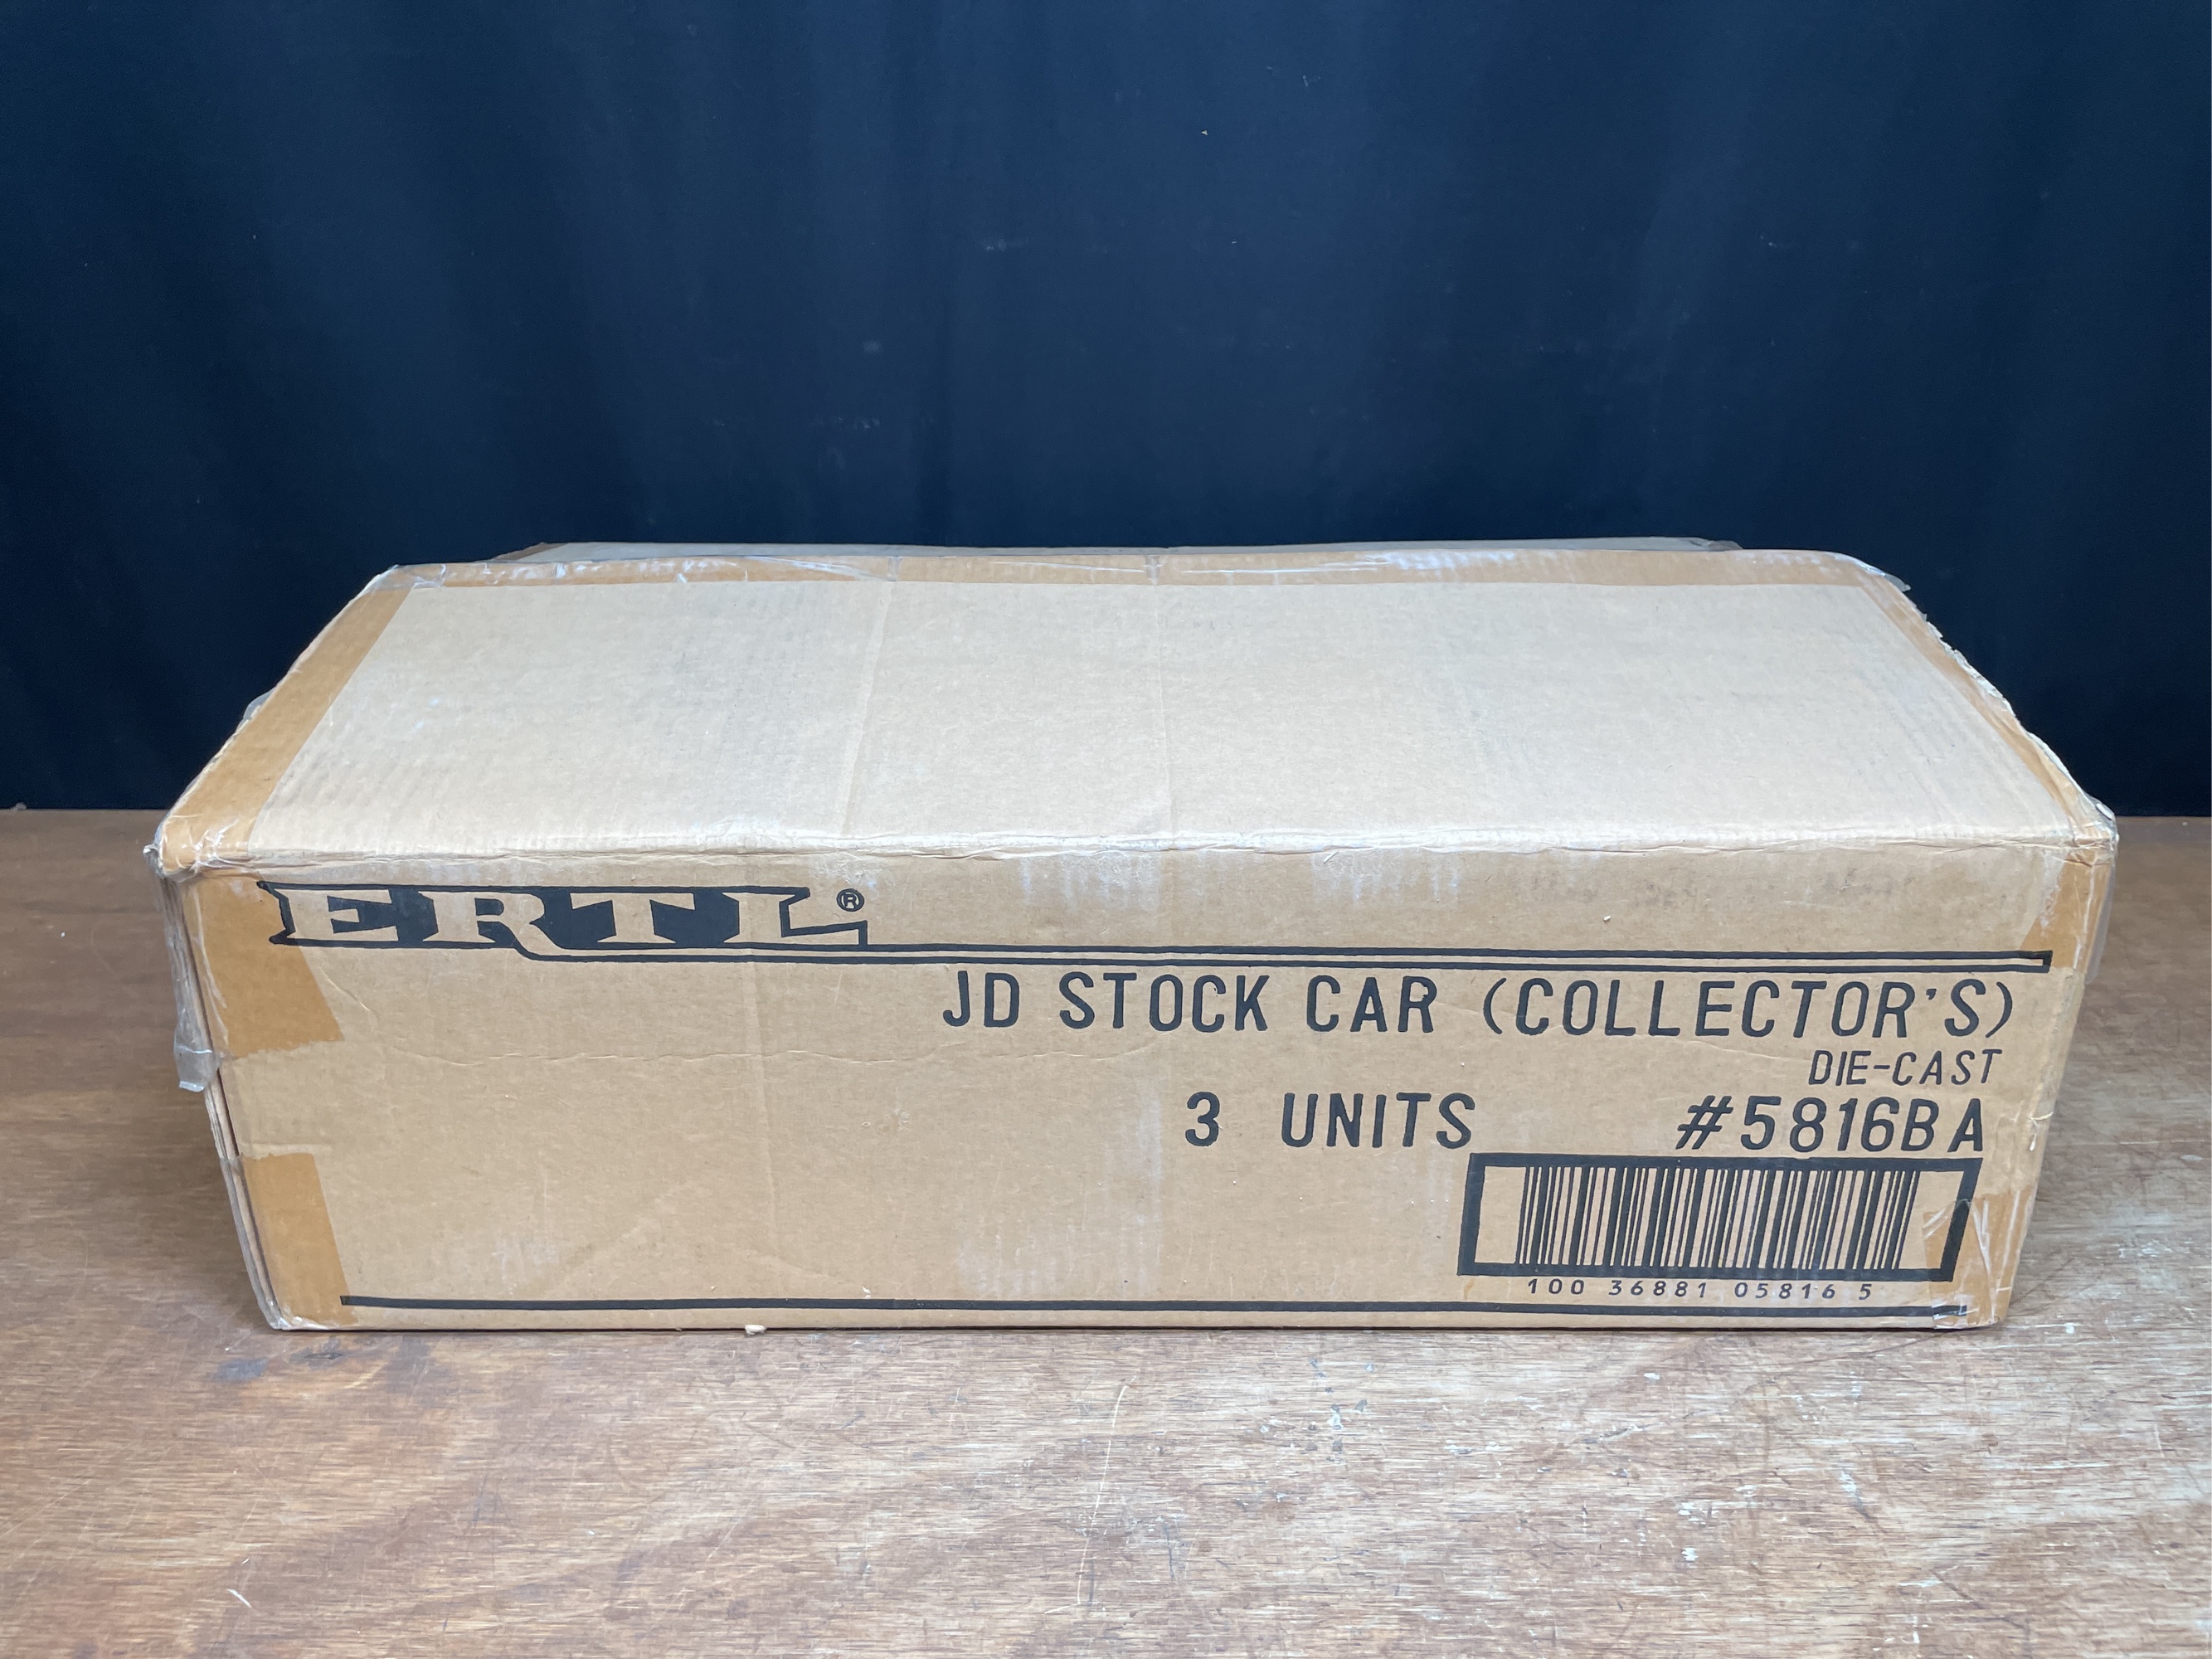 ERTL®
JD STOCK CAR (COLLECTOR'S)
DIE-CAST
3 UNITS #5816BA
100 36881 05816 5